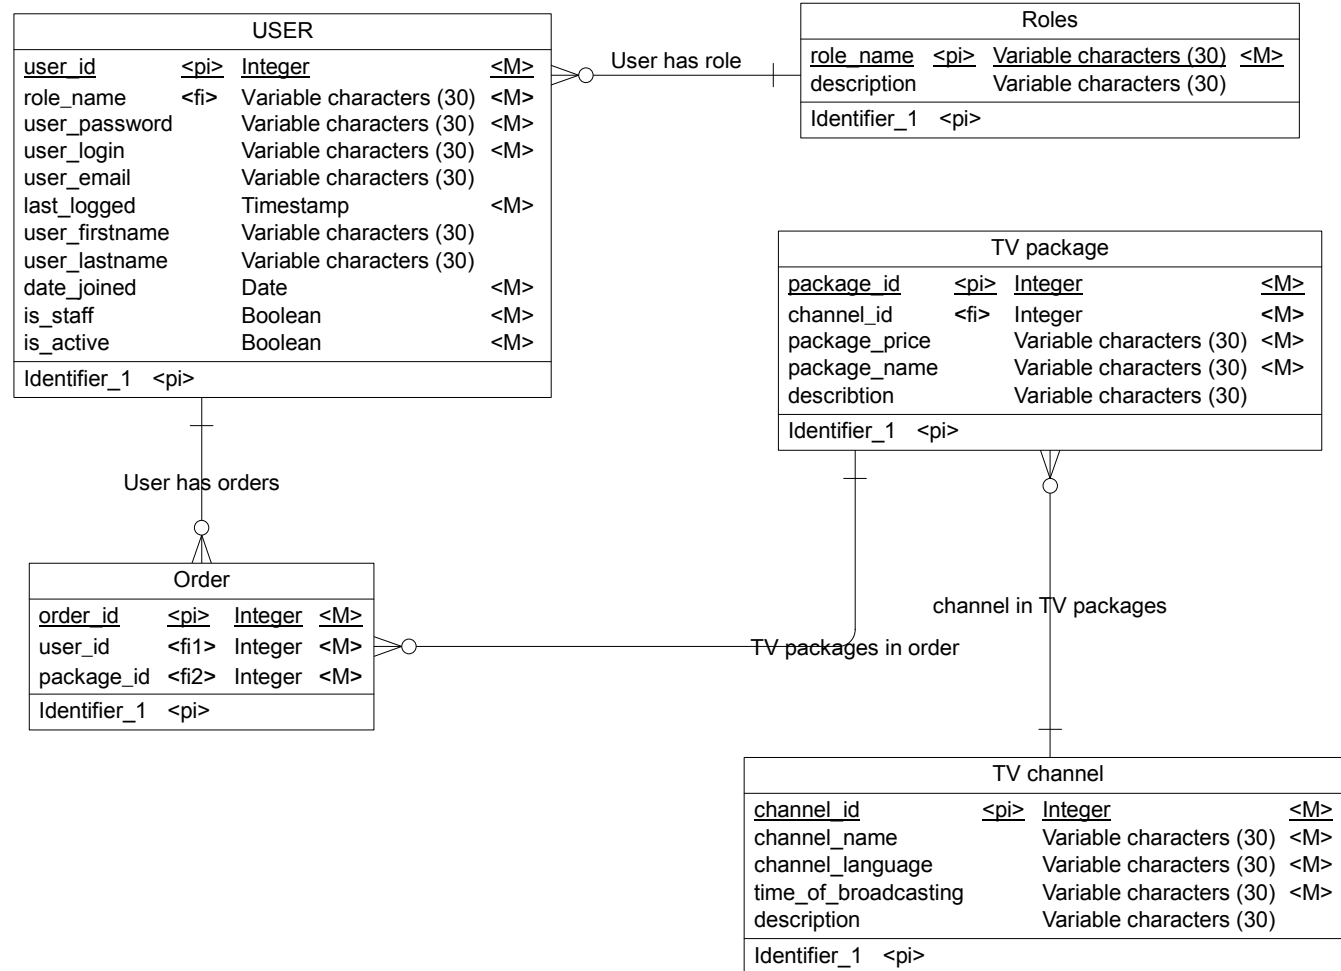 USER
user_id <pi> Integer <M>
role_name <fi> Variable characters (30) <M>
user_password Variable characters (30) <M>
user_login Variable characters (30) <M>
user_email Variable characters (30)
last_logged Timestamp <M>
user_firstname Variable characters (30)
user_lastname Variable characters (30)
date_joined Date <M>
is_staff Boolean <M>
is_active Boolean <M>
Identifier_1 <pi>
User has role
Roles
role_name <pi> Variable characters (30) <M>
description Variable characters (30)
Identifier_1 <pi>
TV package
package_id <pi> Integer <M>
channel_id <fi> Integer <M>
package_price Variable characters (30) <M>
package_name Variable characters (30) <M>
describtion Variable characters (30)
Identifier_1 <pi>
User has orders
Order
order_id <pi> Integer <M>
user_id <fi1> Integer <M>
package_id <fi2> Integer <M>
Identifier_1 <pi>
channel in TV packages
TV packages in order
TV channel
channel_id <pi> Integer <M>
channel_name Variable characters (30) <M>
channel_language Variable characters (30) <M>
time_of_broadcasting Variable characters (30) <M>
description Variable characters (30)
Identifier_1 <pi>